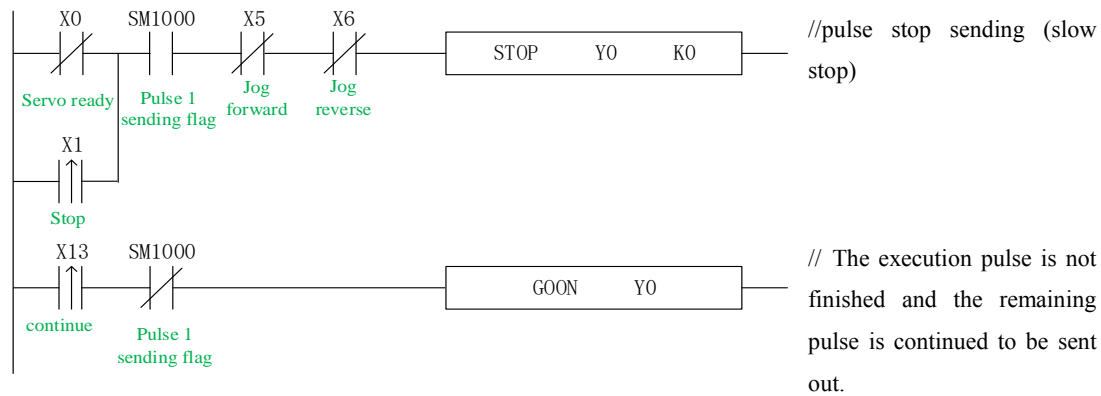 X0 SM1000 X5 X6
STOP Y0 K0
//pulse stop sending (slow
stop)
Servo ready
Pulse 1
sending flag
Jog
forward
Jog
reverse
X1
Stop
X13 SM1000
GOON Y0
// The execution pulse is not
finished and the remaining
pulse is continued to be sent
out.
continue
Pulse 1
sending flag